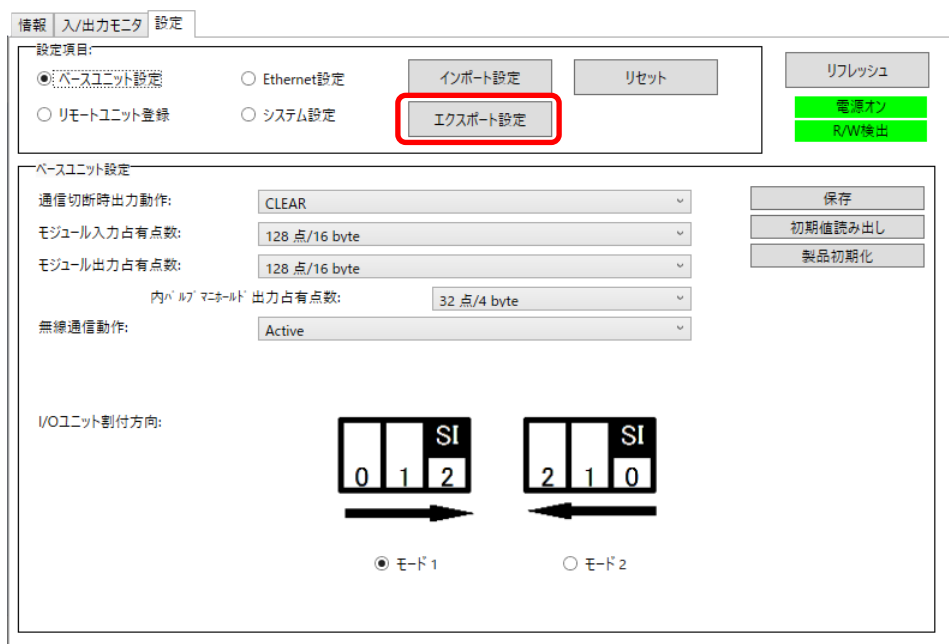 情報 入/出力モニタ 設定
設定項目:
ベースユニット設定 Ethernet設定 インポート設定 リセット
リモートユニット登録 システム設定 エクスポート設定
リフレッシュ
電源オン
R/W検出
ベースユニット設定
通信切断時出力動作: CLEAR
モジュール入力占有点数: 128 点/16 byte
モジュール出力占有点数: 128 点/16 byte
内バルブマニホールド出力占有点数: 32 点/4 byte
無線通信動作: Active
保存
初期値読み出し
製品初期化
I/Oユニット割付方向:
SI SI
0 1 2 2 1 0
モード 1 モード 2